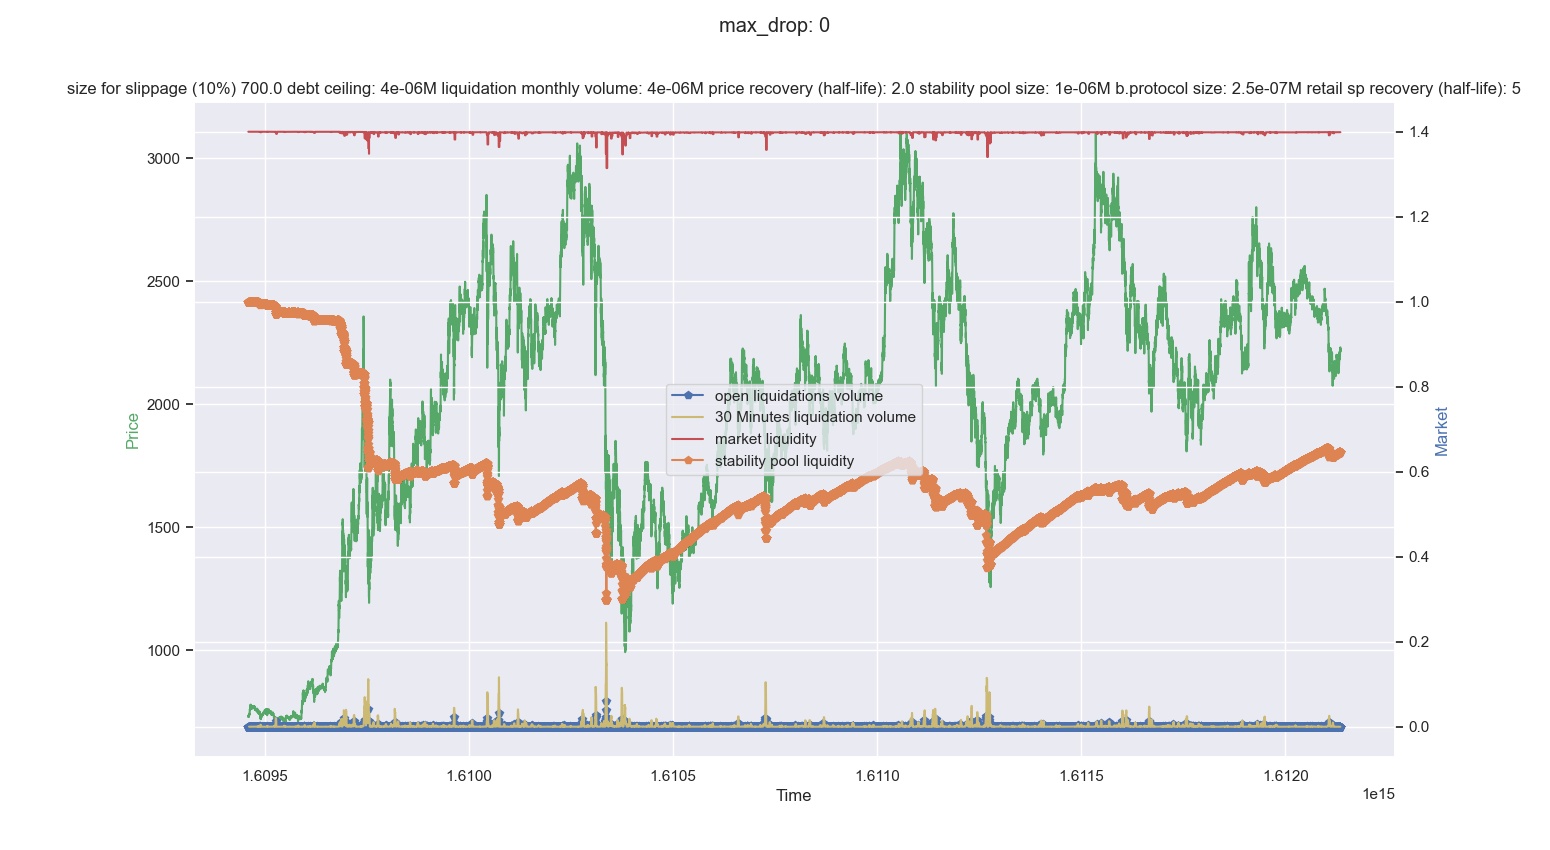 max_drop: 0
size for slippage (10%) 700.0 debt ceiling: 4e-06M liquidation monthly volume: 4e-06M price recovery (half-life): 2.0 stability pool size: 1e-06M b.protocol size: 2.5e-07M retail sp recovery (half-life): 5
3000
2500
2000
1500
1000
Price
1.4
1.2
1.0
0.8
0.6
0.4
0.2
0.0
Market
open liquidations volume
30 Minutes liquidation volume
market liquidity
stability pool liquidity
1.6095 1.6100 1.6105 1.6110 1.6115 1.6120
Time
1e15